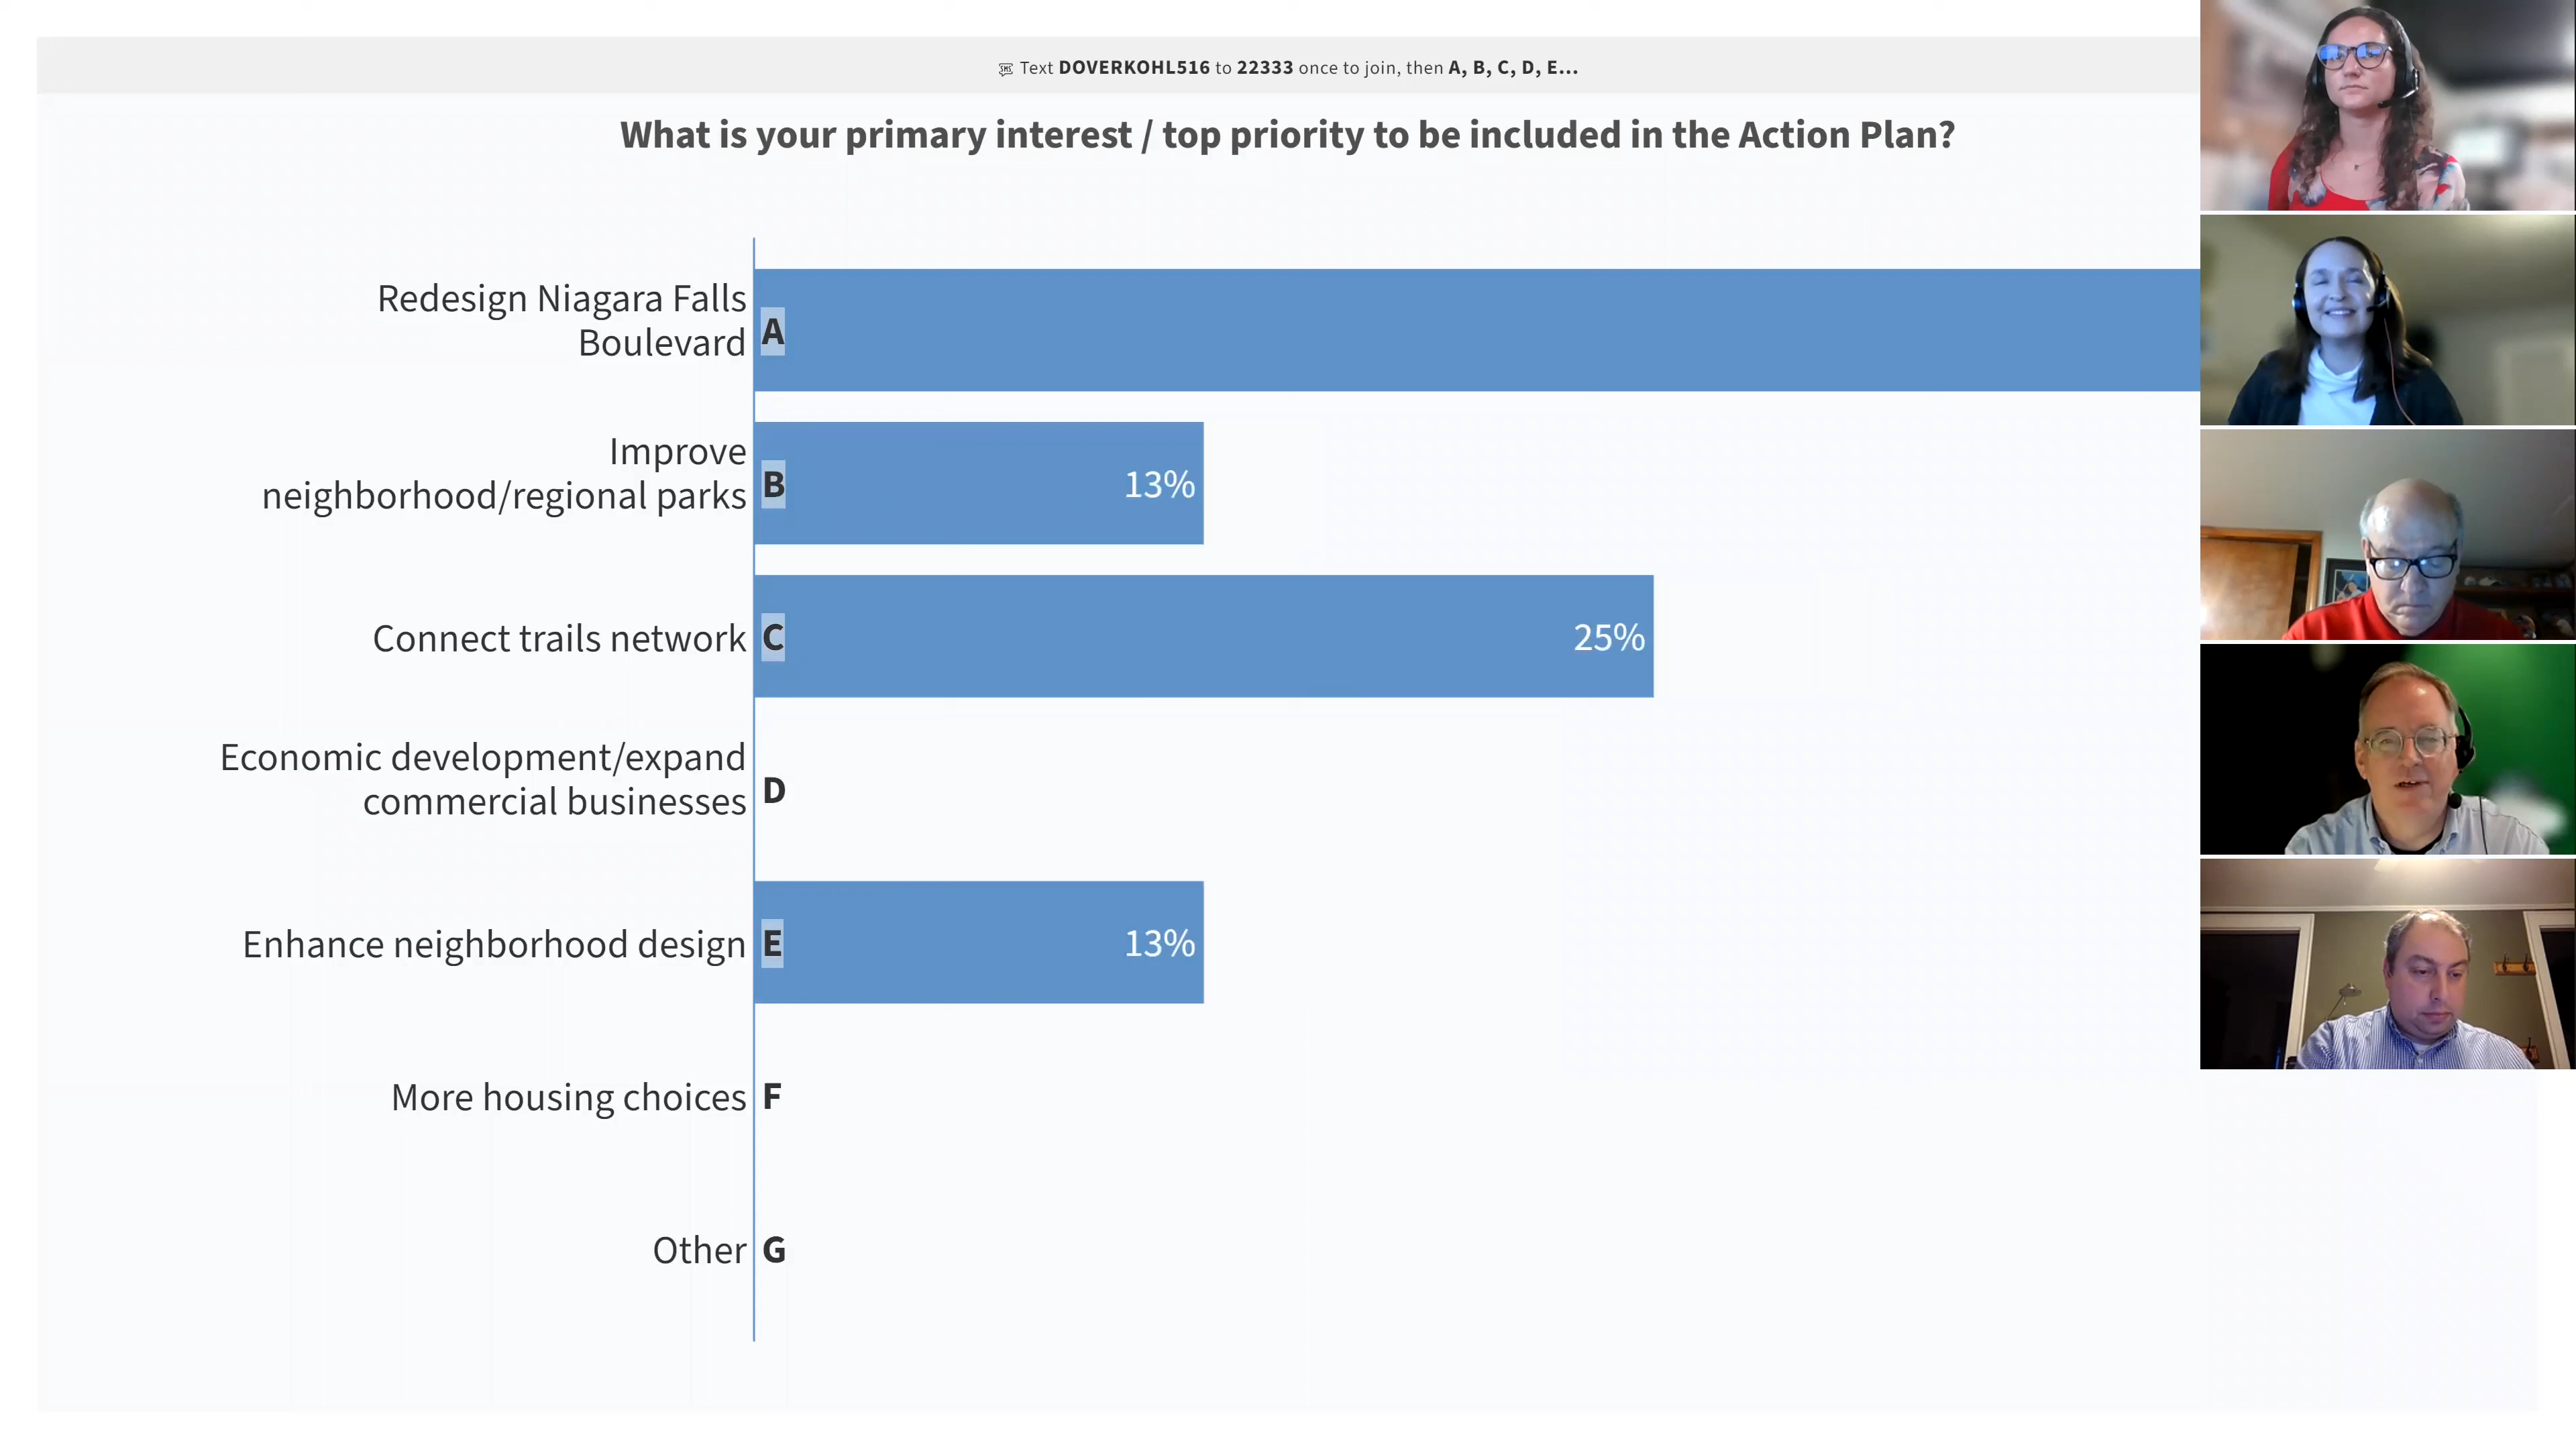 Text DOVERKOHL516 to 22333 once to join, then A, B, C, D, E...
What is your primary interest / top priority to be included in the Action Plan?
Redesign Niagara Falls
Boulevard
A
Improve
neighborhood/regional parks
B
13%
Connect trails network
C
25%
Economic development/expand
commercial businesses
D
Enhance neighborhood design
E
13%
More housing choices
F
Other
G